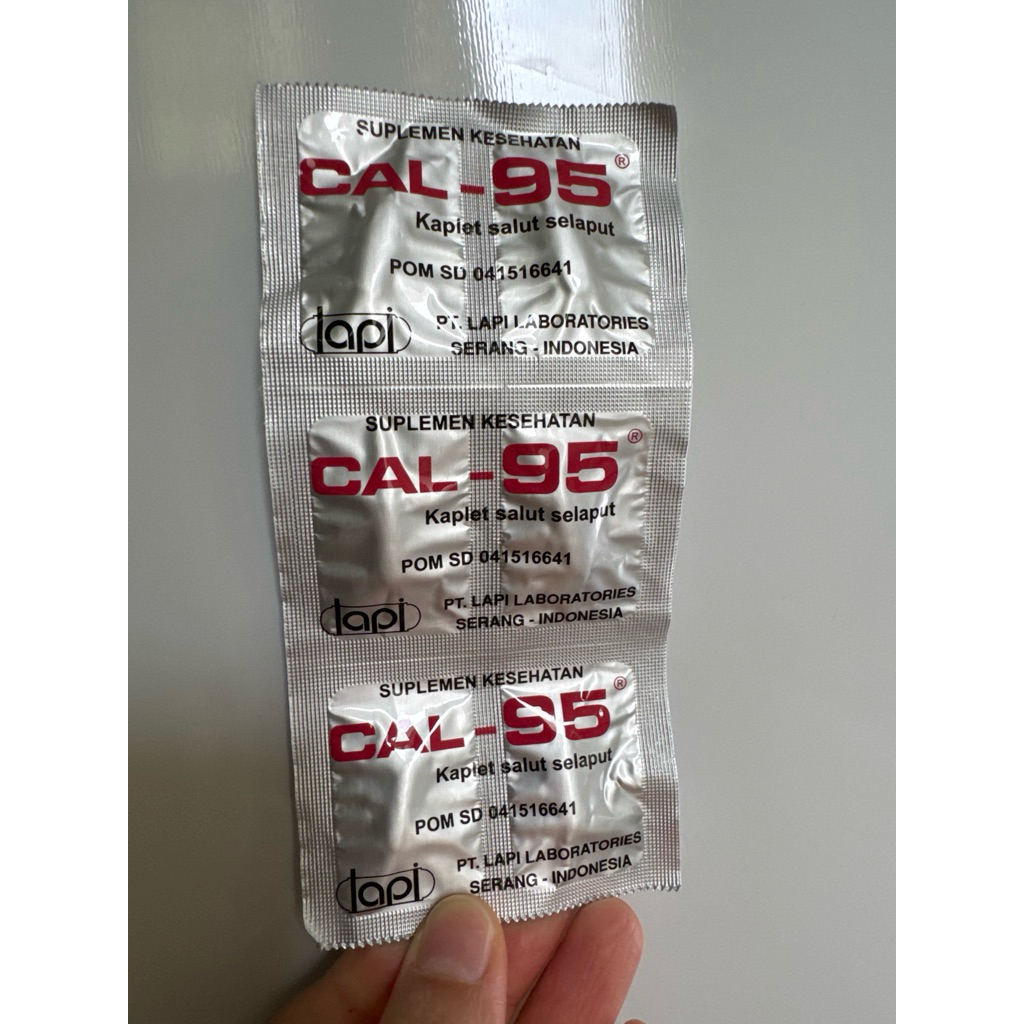 SUPLEMEN KESEHATAN
CAL-95®
Kaplet salut selaput
POM SD 041516641
lapi
PT. LAPI LABORATORIES
SERANG - INDONESIA
SUPLEMEN KESEHATAN
CAL-95®
Kaplet salut selaput
POM SD 041516641
lapi
PT. LAPI LABORATORIES
SERANG - INDONESIA
SUPLEMEN KESEHATAN
CAL-95®
Kaplet salut selaput
POM SD 041516641
lapi
PT. LAPI LABORATORIES
SERANG - INDONESIA